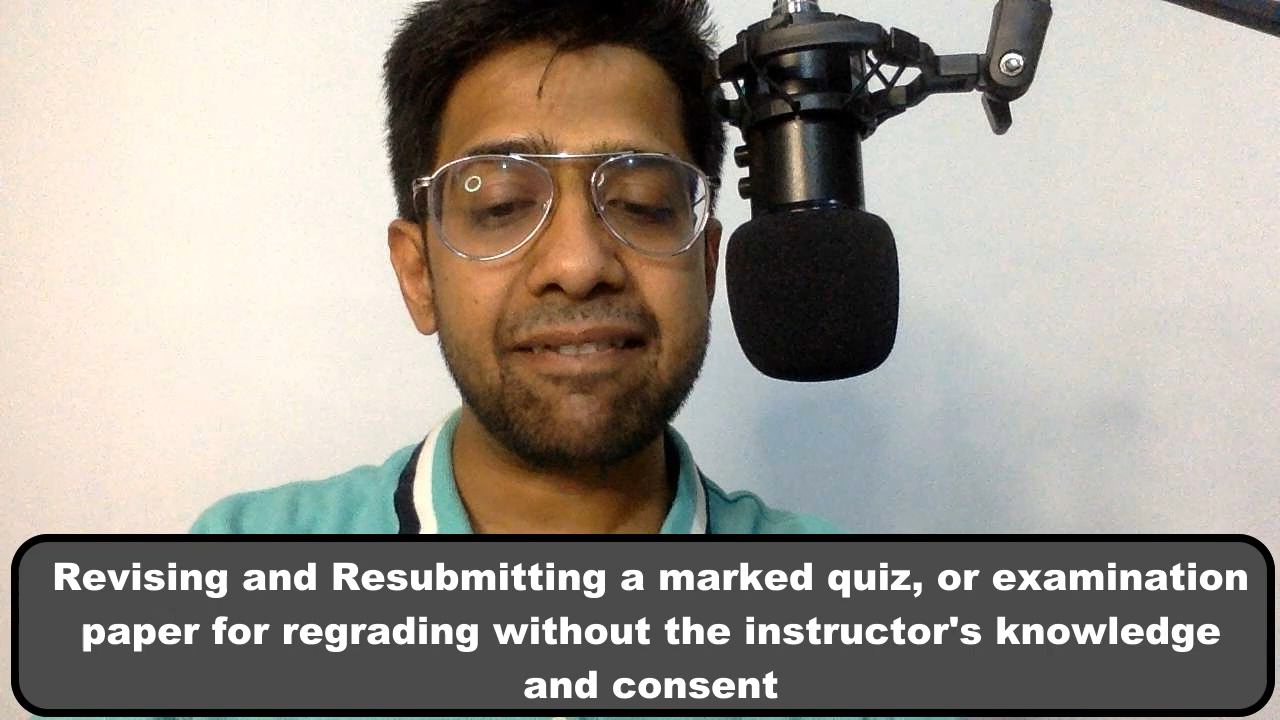 Revising and Resubmitting a marked quiz, or examination
paper for regrading without the instructor's knowledge
and consent